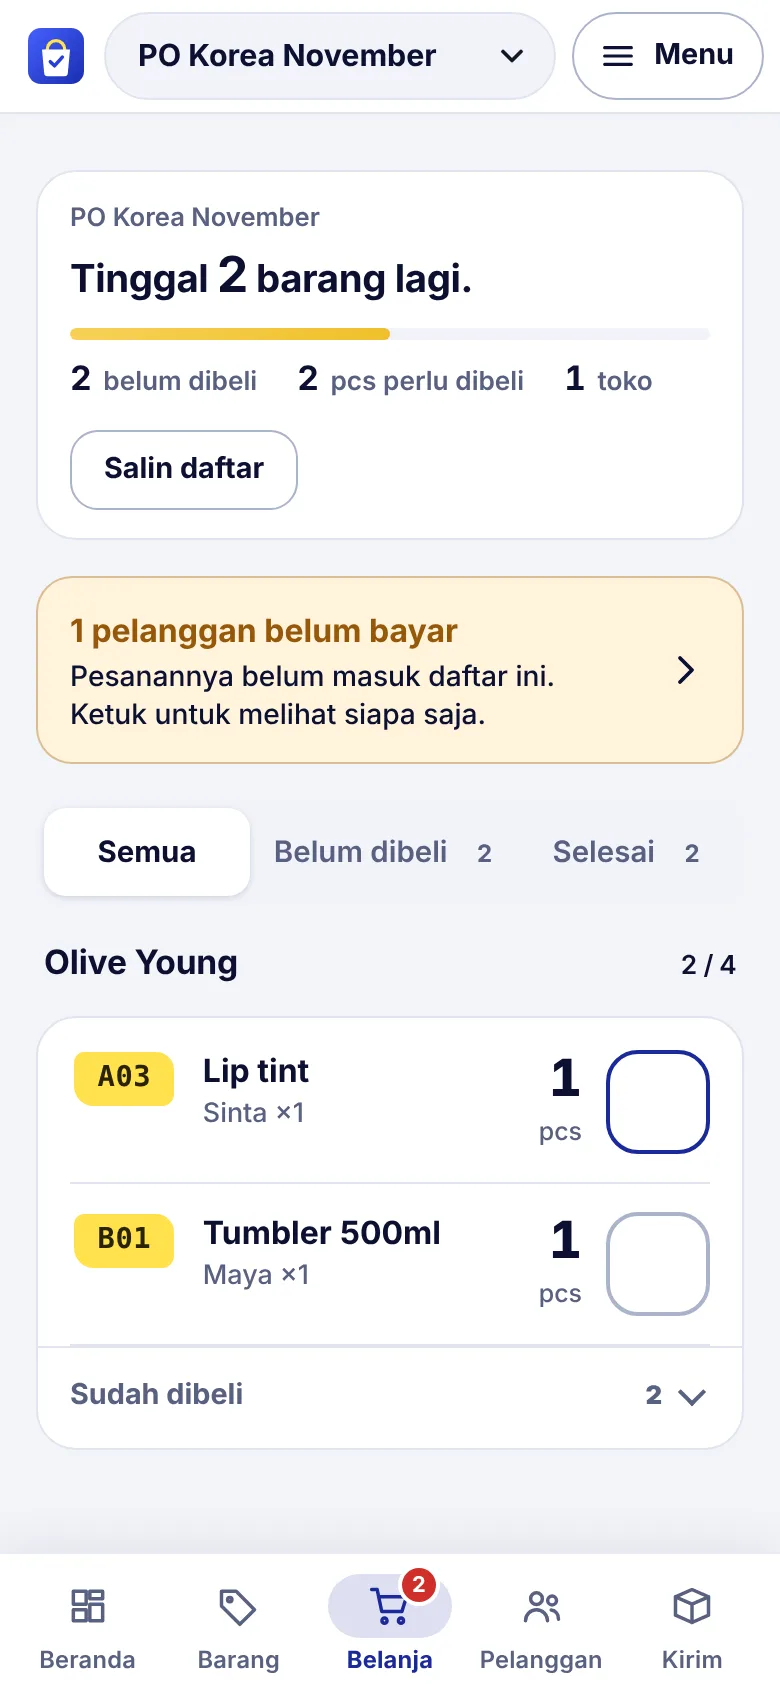 PO Korea November
Menu
PO Korea November
Tinggal 2 barang lagi.
2 belum dibeli 2 pcs perlu dibeli 1 toko
Salin daftar
1 pelanggan belum bayar
Pesanannya belum masuk daftar ini.
Ketuk untuk melihat siapa saja.
Semua Belum dibeli 2 Selesai 2
Olive Young 2 / 4
A03 Lip tint 1
Sinta ×1 pcs
B01 Tumbler 500ml 1
Maya ×1 pcs
Sudah dibeli 2
2
Beranda Barang Belanja Pelanggan Kirim